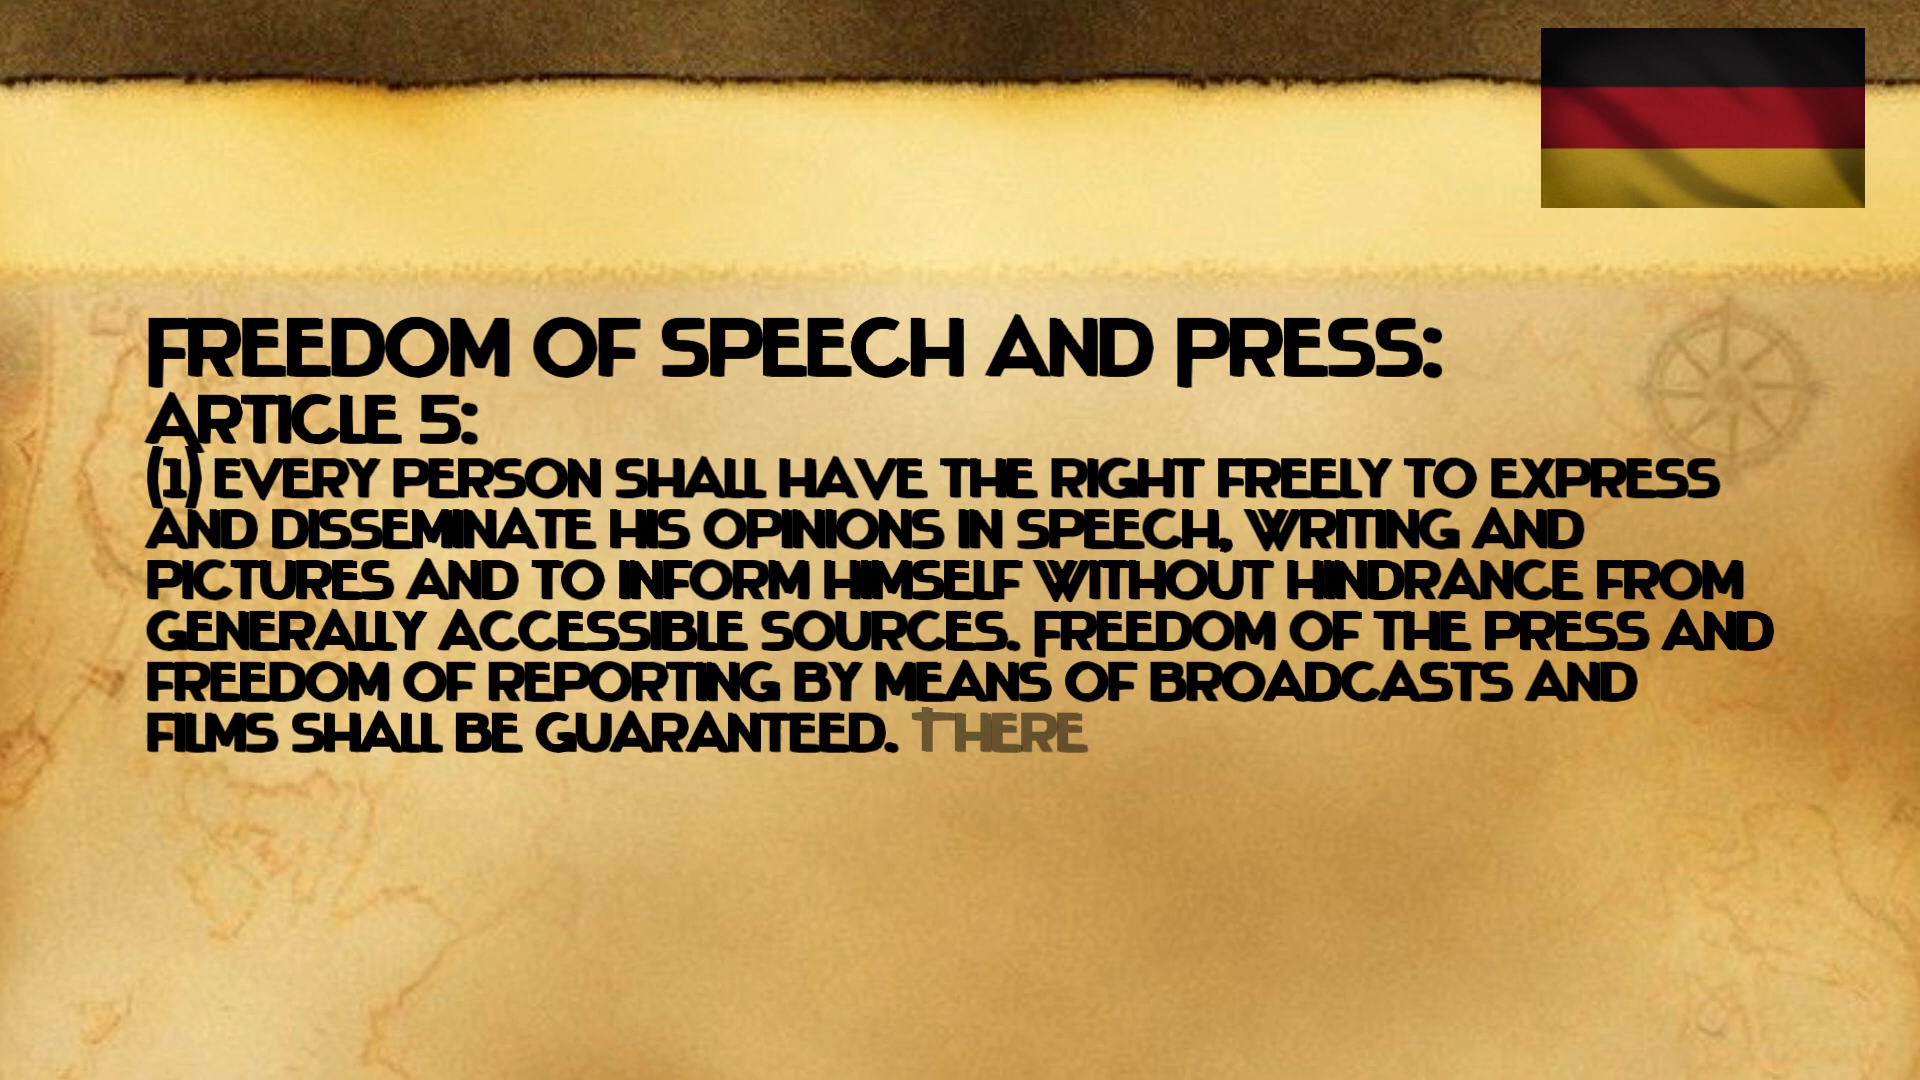 Freedom of speech and Press:
Article 5:
(1) every person shall have the right freely to express
and disseminate his opinions in speech, writing and
pictures and to inform himself without hindrance from
generally accessible sources. Freedom of the press and
freedom of reporting by means of broadcasts and
films shall be guaranteed. There